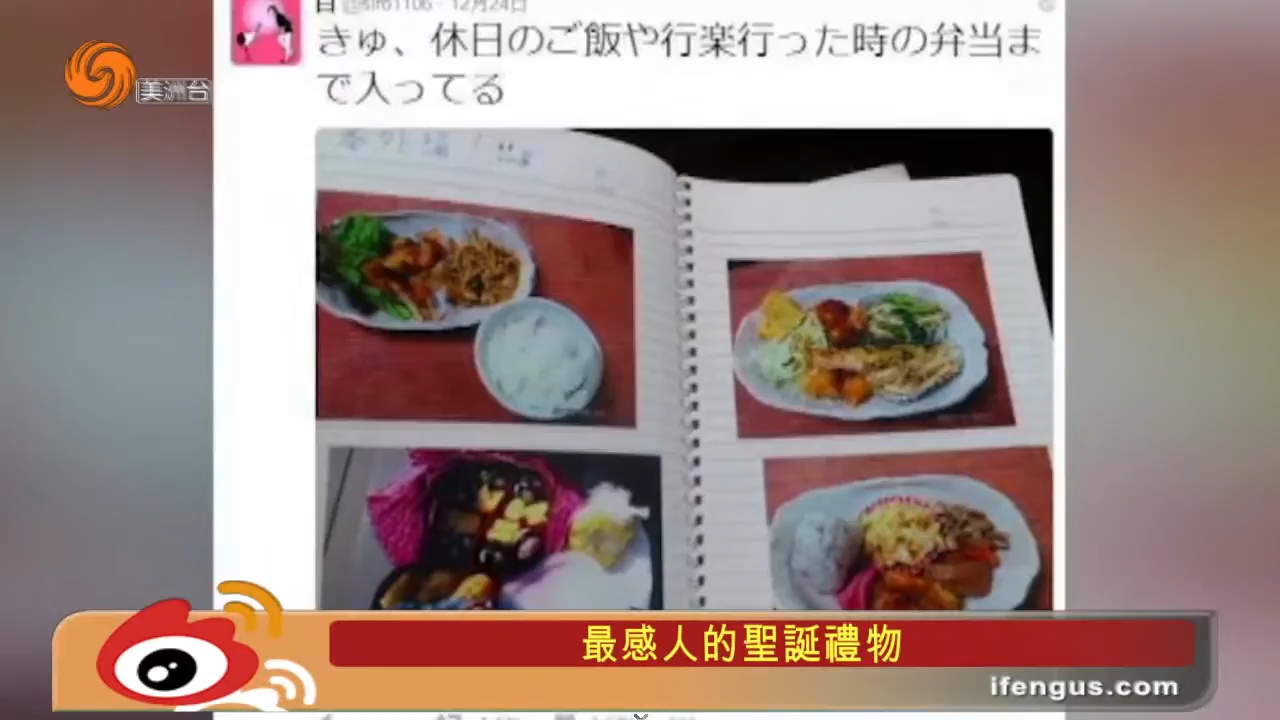 @siro1106・12月24日
きゅ、休日のご飯や行楽行った時の弁当ま
で入ってる
美洲台
最感人的聖誕禮物
ifengus.com